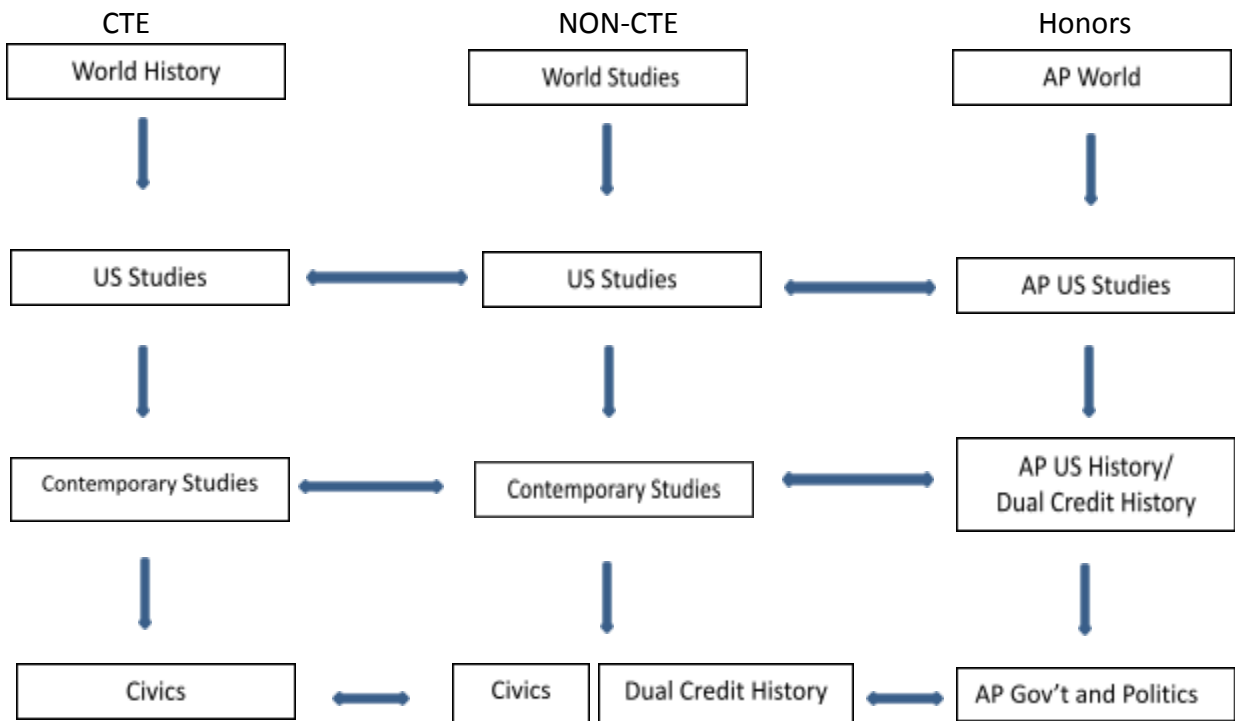 CTE
NON-CTE
Honors
World History
World Studies
AP World
US Studies
US Studies
AP US Studies
Contemporary Studies
Contemporary Studies
AP US History/
Dual Credit History
Civics
Civics
Dual Credit History
AP Gov't and Politics